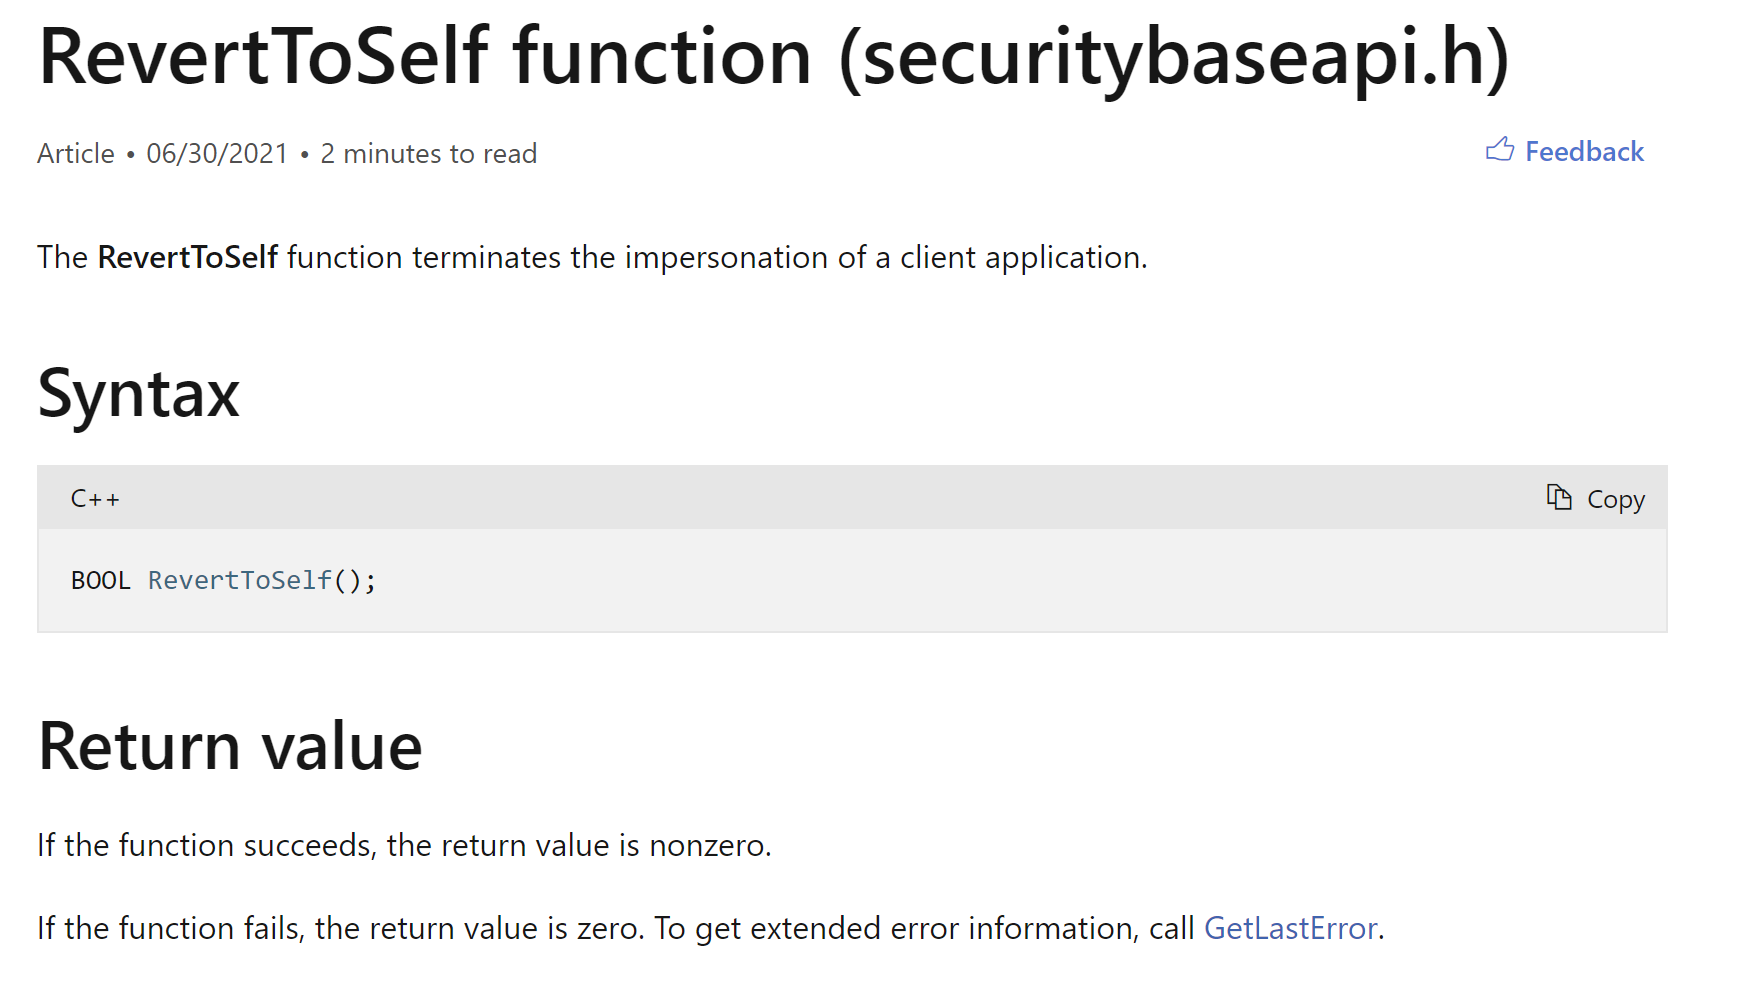 RevertToSelf function (securitybaseapi.h)
Article • 06/30/2021 • 2 minutes to read
Feedback
The RevertToSelf function terminates the impersonation of a client application.
Syntax
C++
Copy
BOOL RevertToSelf();
Return value
If the function succeeds, the return value is nonzero.
If the function fails, the return value is zero. To get extended error information, call GetLastError.